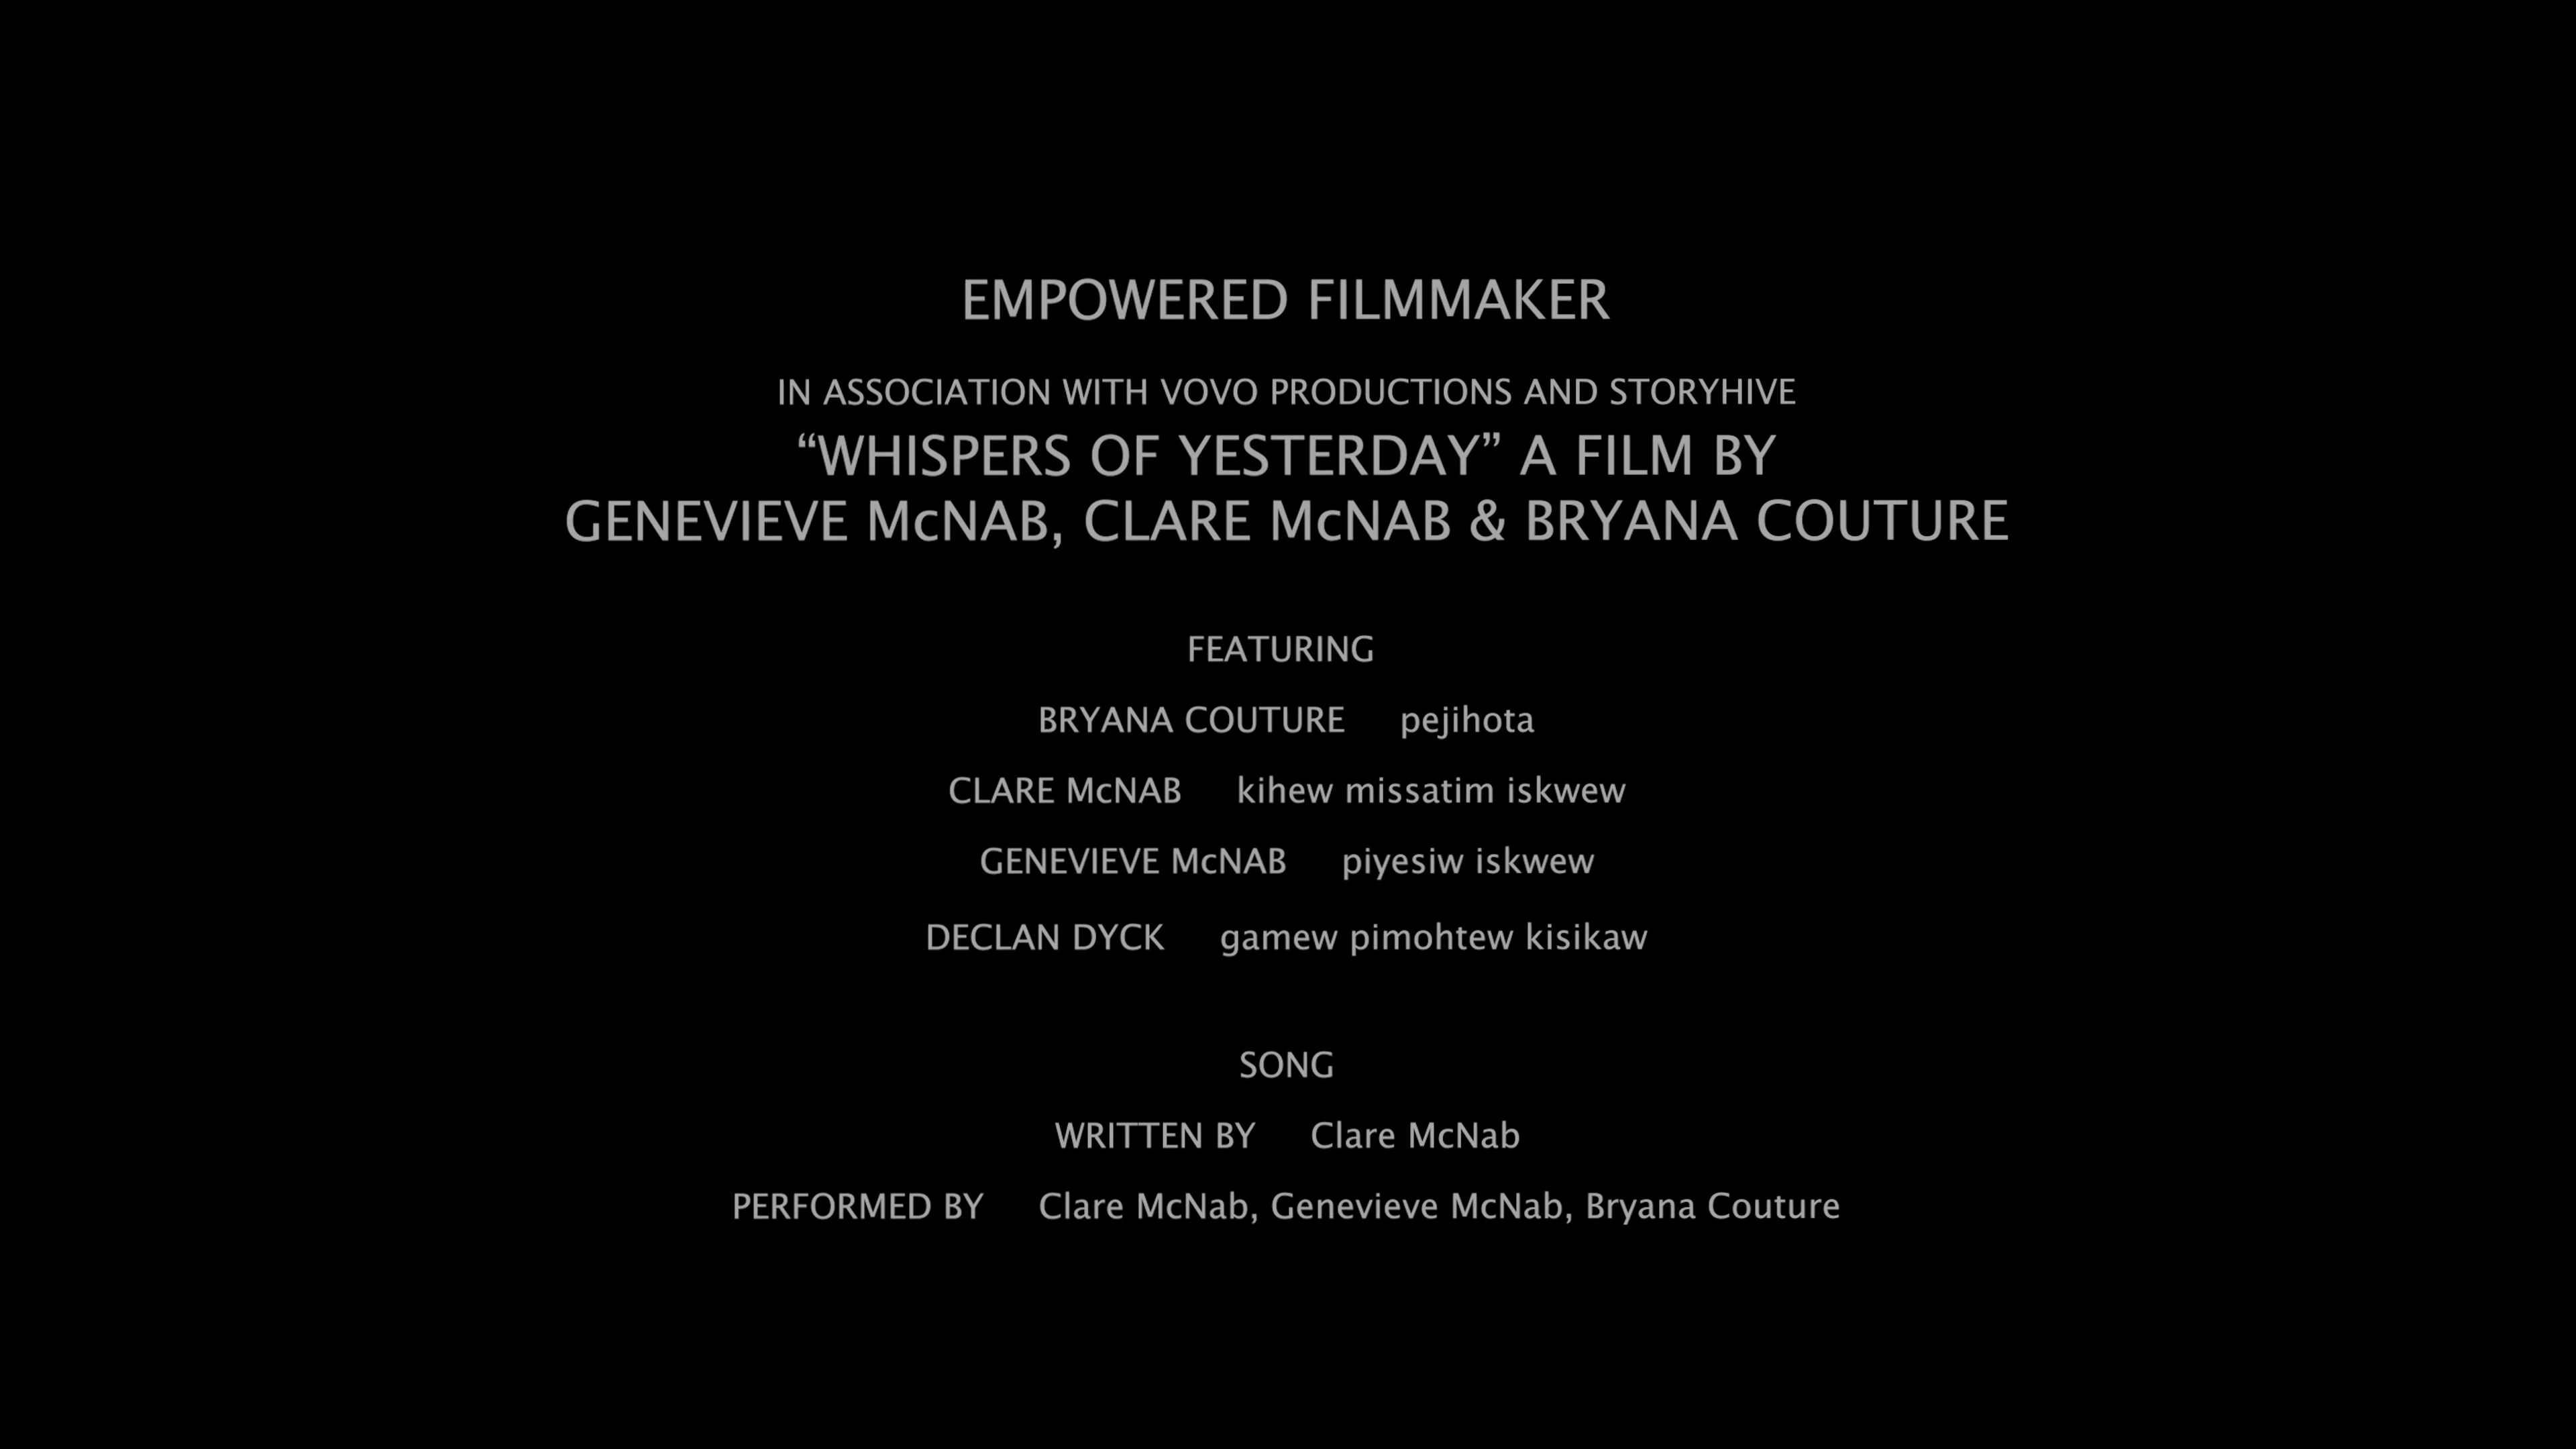 EMPOWERED FILMMAKER
IN ASSOCIATION WITH VOVO PRODUCTIONS AND STORYHIVE
“WHISPERS OF YESTERDAY” A FILM BY
GENEVIEVE McNAB, CLARE McNAB & BRYANA COUTURE
FEATURING
BRYANA COUTURE pejihota
CLARE McNAB kihew missatim iskwew
GENEVIEVE McNAB piyesiw iskwew
DECLAN DYCK gamew pimohtew kisikaw
SONG
WRITTEN BY Clare McNab
PERFORMED BY Clare McNab, Genevieve McNab, Bryana Couture